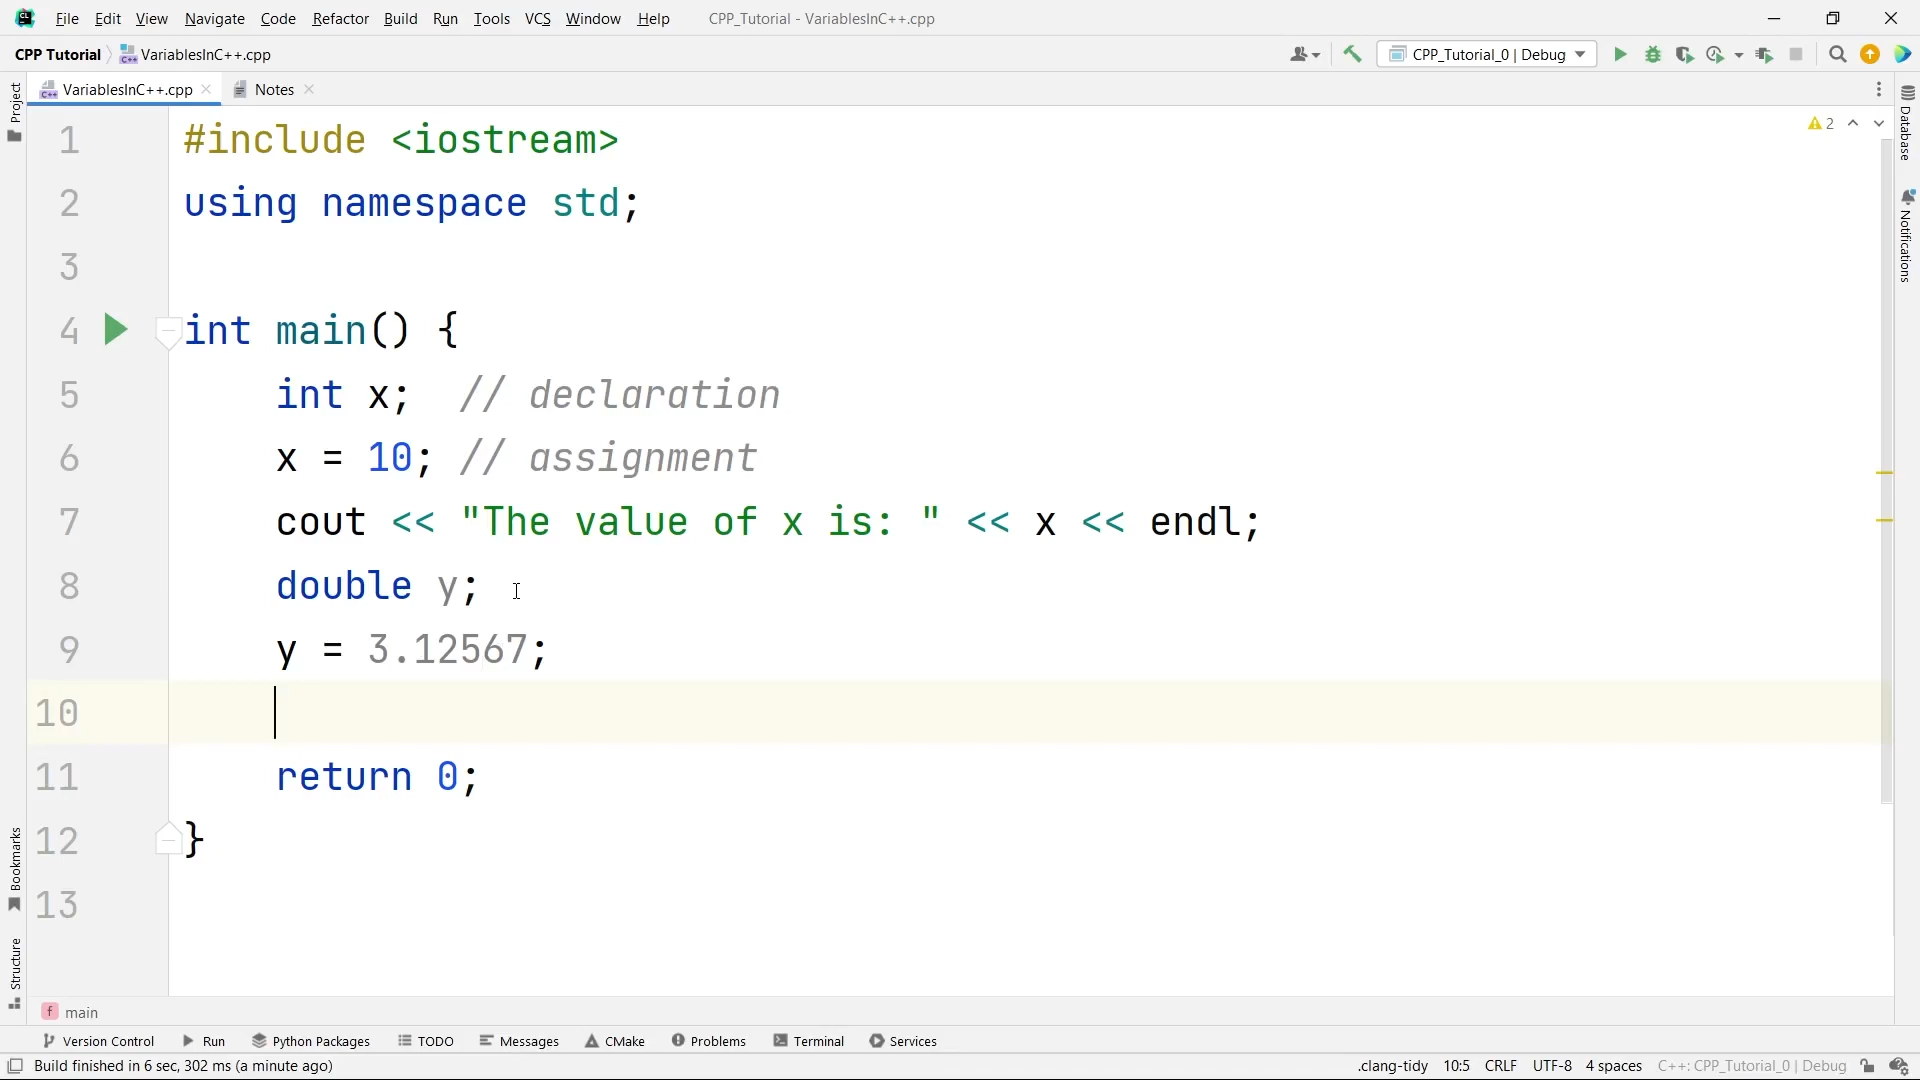 File Edit View Navigate Code Refactor Build Run Tools VCS Window Help CPP_Tutorial - VariablesInC++.cpp
CPP Tutorial VariablesInC++.cpp CPP_Tutorial_0 | Debug
VariablesInC++.cpp Notes
Project
Database
Notifications
2
1 #include <iostream>
2 using namespace std;
3
4 int main() {
5 int x; // declaration
6 x = 10; // assignment
7 cout << "The value of x is: " << x << endl;
8 double y;
9 y = 3.12567;
10
11 return 0;
12 }
13
Bookmarks
Structure
f main
Version Control Run Python Packages TODO Messages CMake Problems Terminal Services
Build finished in 6 sec, 302 ms (a minute ago) .clang-tidy 10:5 CRLF UTF-8 4 spaces C++: CPP_Tutorial_0 | Debug